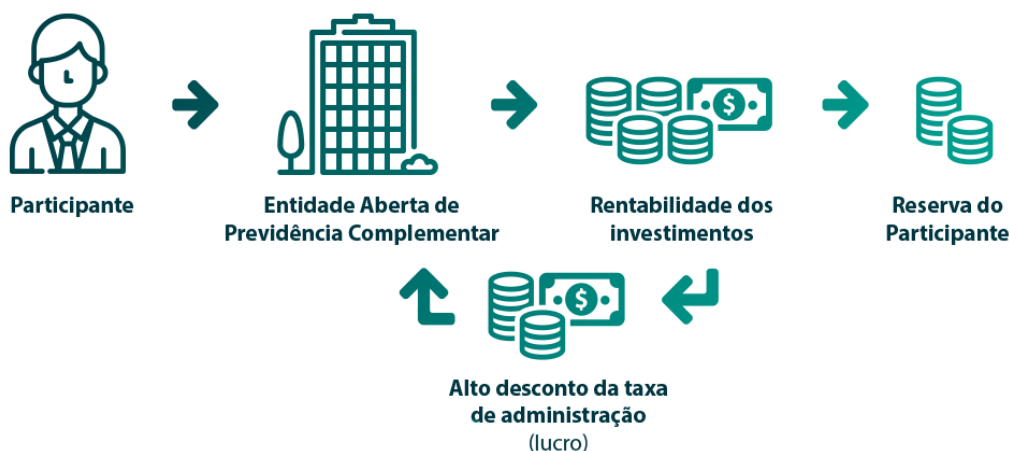 Participante
Entidade Aberta de
Previdência Complementar
Rentabilidade dos
investimentos
Reserva do
Participante
Alto desconto da taxa
de administração
(lucro)